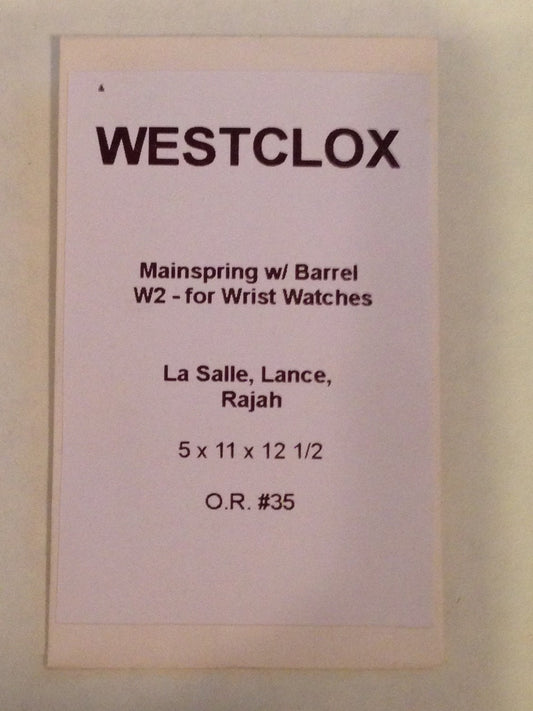 WESTCLOX
Mainspring w/ Barrel
W2 - for Wrist Watches
La Salle, Lance,
Rajah
5 x 11 x 12 1/2
O.R. #35